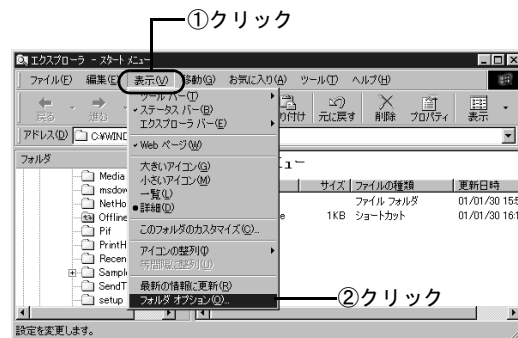 ①クリック
エクスプローラ - スタート メニュー
ファイル(F) 編集(E) 表示(V) 移動(G) お気に入り(A) ツール(T) ヘルプ(H)
戻る 進む り付け 元に戻す 削除 プロパティ 表示
アドレス(D) C:¥WIND
ツール バー(T)
ステータス バー(B)
エクスプローラ バー(E)
Web ページ(W)
大きいアイコン(G)
小さいアイコン(M)
一覧(L)
詳細(D)
このフォルダのカスタマイズ(C)...
アイコンの整列(I)
等間隔に整列(U)
最新の情報に更新(R)
フォルダ オプション(O)...
②クリック
フォルダ
Media
msdow
NetHo
Offline
Pif
PrintH
Recen
Sampl
SendT
setup
ュー
サイズ ファイルの種類 更新日時
ファイル フォルダ 01/01/30 15:5
e 1KB ショートカット 01/01/30 16:1
設定を変更します。